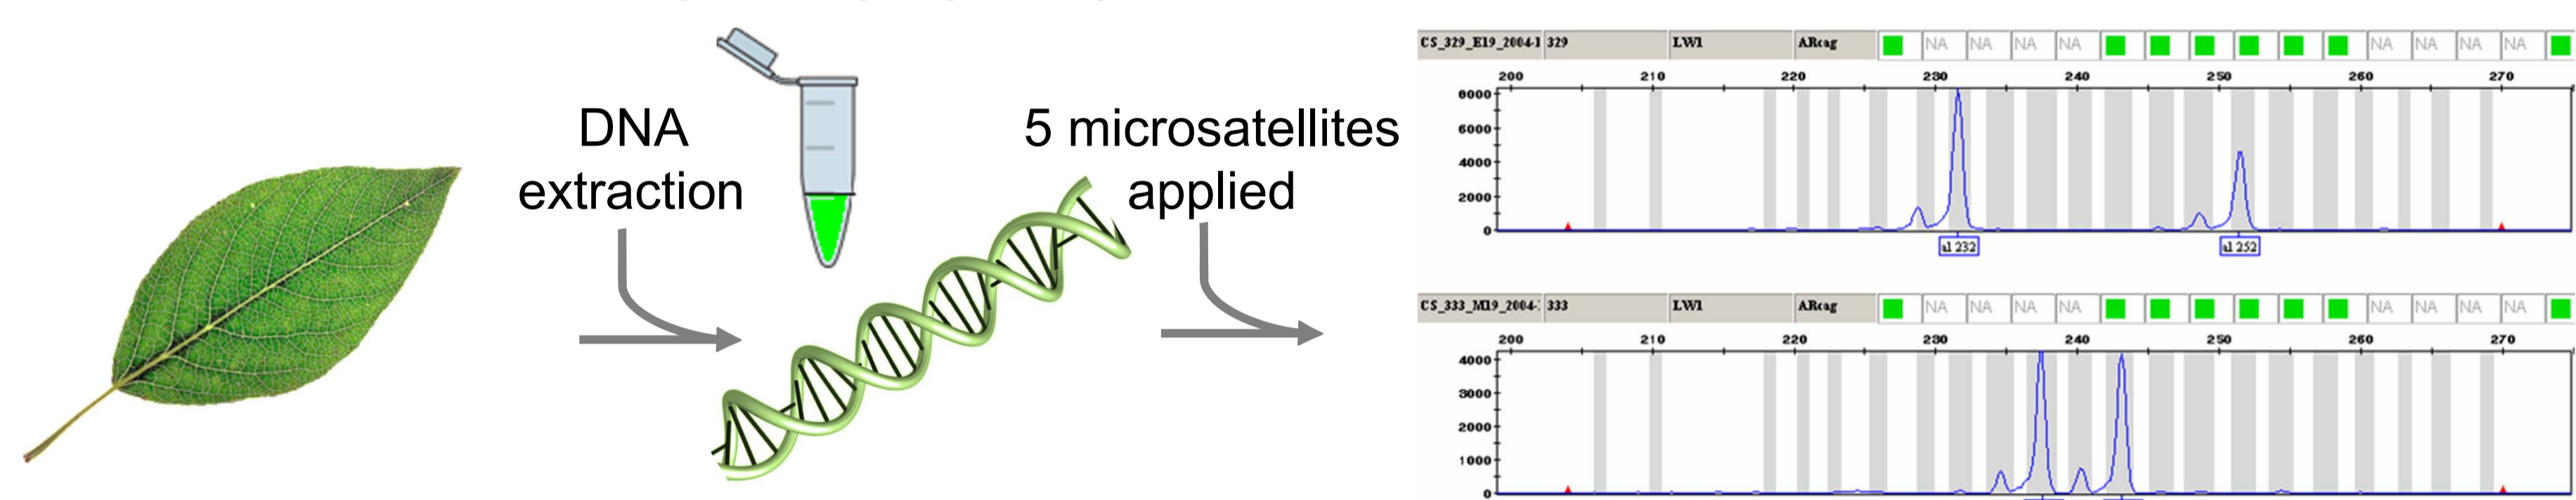 DNA
extraction
5 microsatellites
applied
CS_329_E19_2004-1 329 LW1 ARcag NA NA NA NA NA NA NA NA
200 210 220 230 240 250 260 270
8000
6000
4000
2000
0
al 232 al 252
CS_333_M19_2004-: 333 LW1 ARcag NA NA NA NA NA NA NA NA
200 210 220 230 240 250 260 270
4000
3000
2000
1000
0